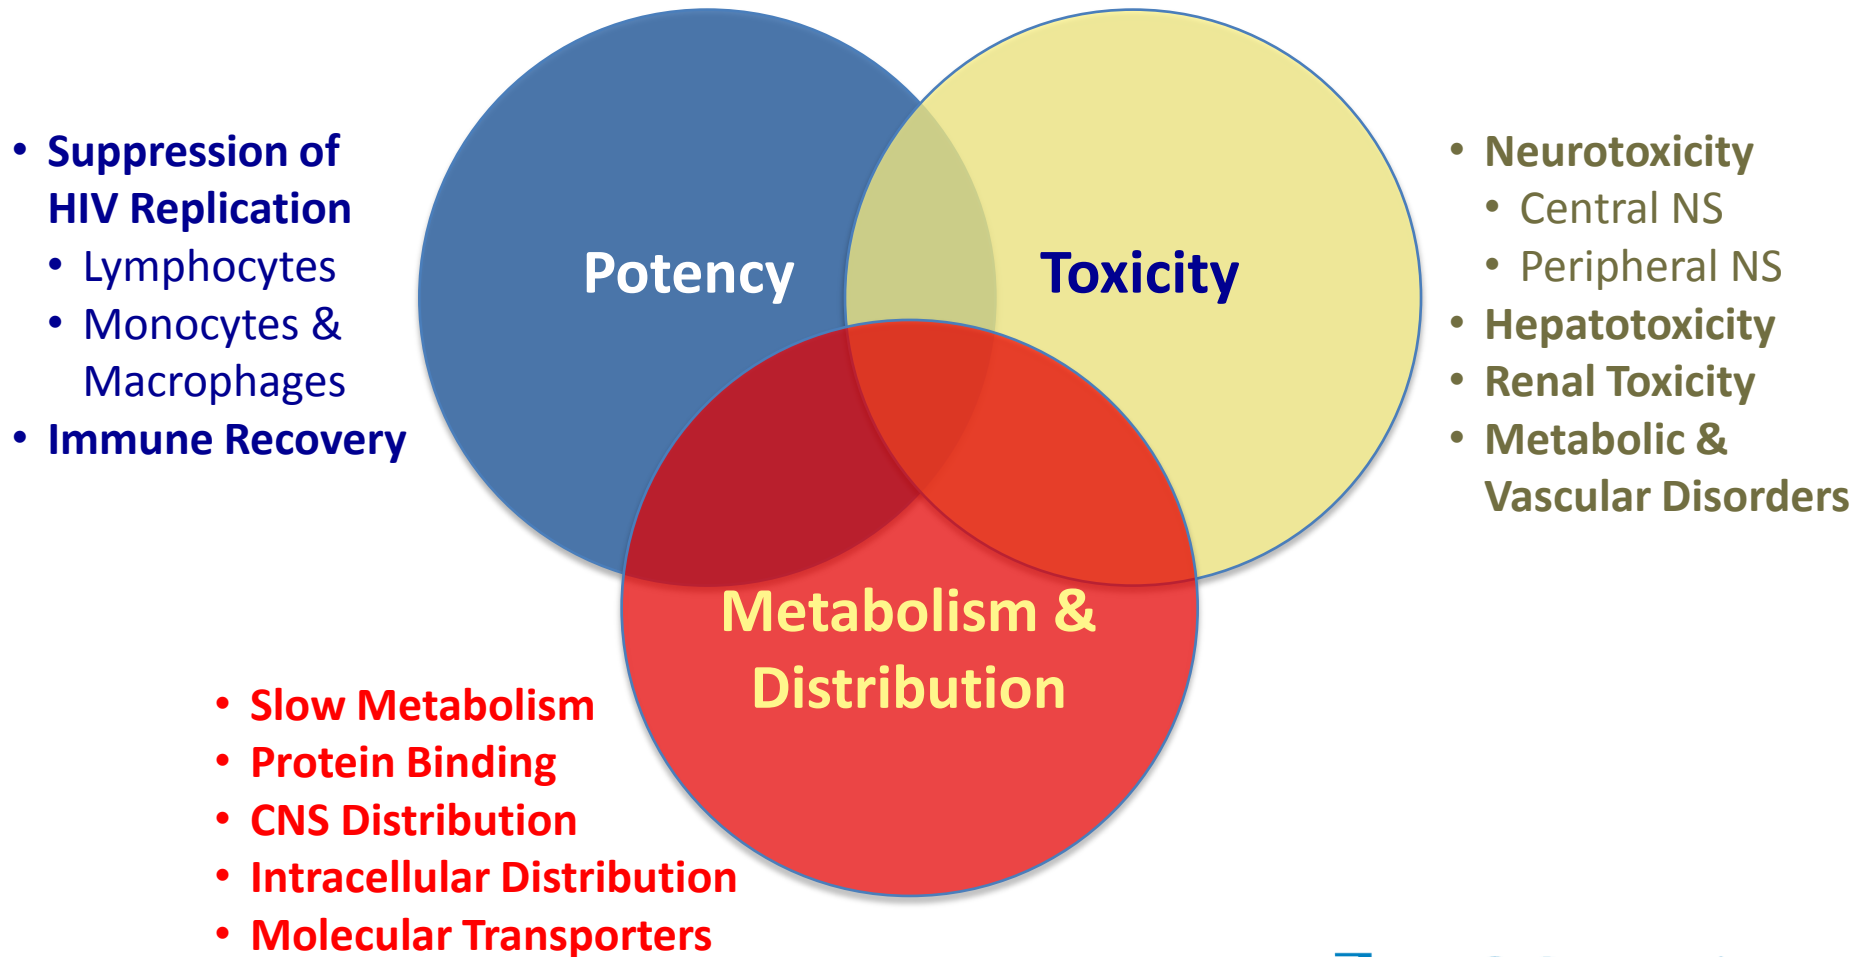 • Suppression of
HIV Replication
• Lymphocytes
• Monocytes &
Macrophages
• Immune Recovery
Potency
Toxicity
• Neurotoxicity
• Central NS
• Peripheral NS
• Hepatotoxicity
• Renal Toxicity
• Metabolic &
Vascular Disorders
Metabolism &
Distribution
• Slow Metabolism
• Protein Binding
• CNS Distribution
• Intracellular Distribution
• Molecular Transporters